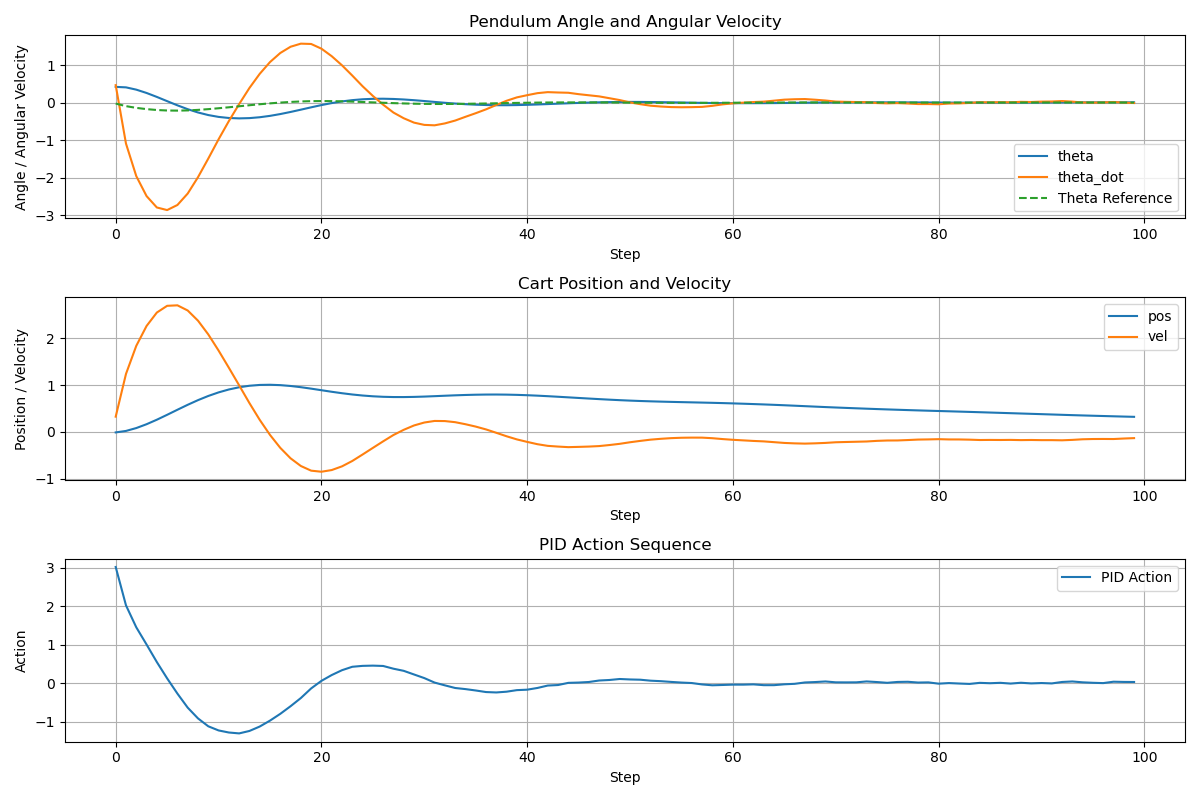 Pendulum Angle and Angular Velocity
Angle / Angular Velocity
1
0
−1
−2
−3
theta
theta_dot
Theta Reference
0 20 40 60 80 100
Step
Cart Position and Velocity
Position / Velocity
2
1
0
−1
pos
vel
0 20 40 60 80 100
Step
PID Action Sequence
Action
3
2
1
0
−1
PID Action
0 20 40 60 80 100
Step